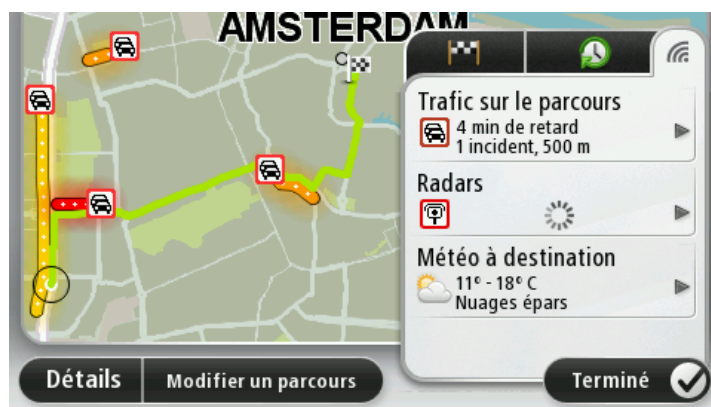 AMSTERDAM
Trafic sur le parcours
4 min de retard
1 incident, 500 m
Radars
Météo à destination
11° - 18° C
Nuages épars
Détails
Modifier un parcours
Terminé